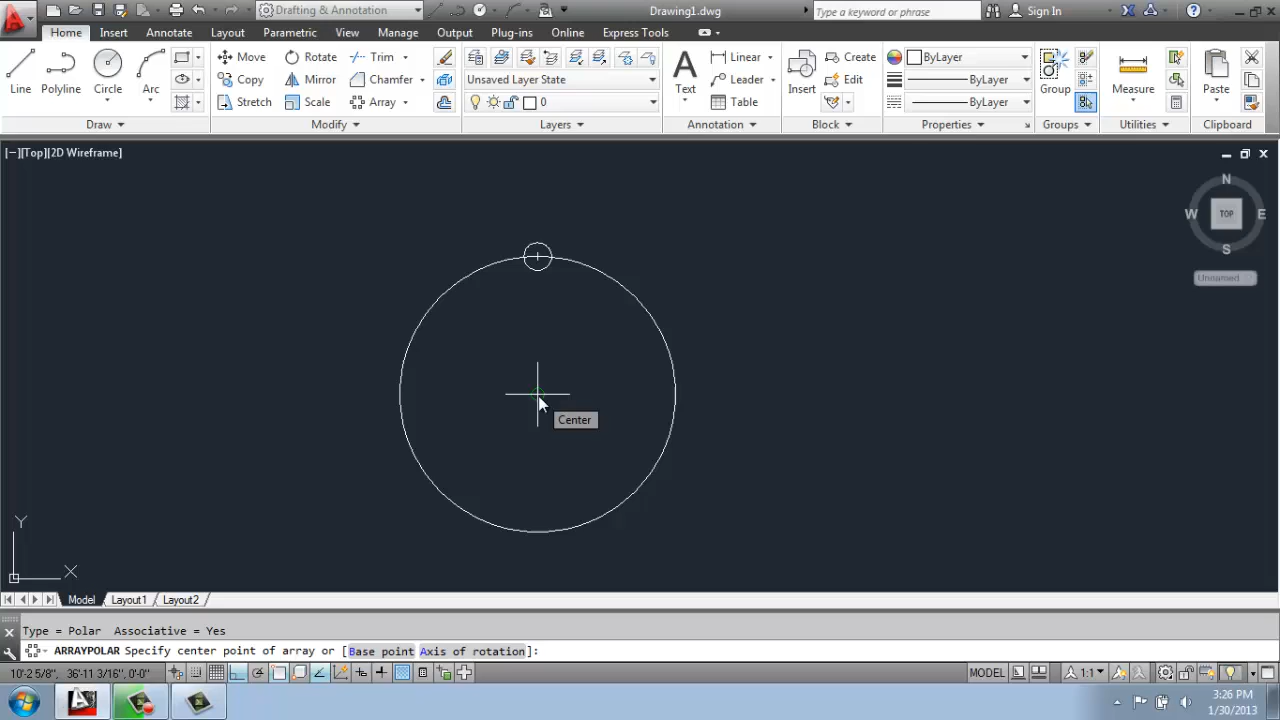 Drafting & Annotation
Drawing1.dwg
Type a keyword or phrase
Sign In
Home
Insert
Annotate
Layout
Parametric
View
Manage
Plug-ins
Output
Online
Express Tools
Line
Polyline
Circle
Arc
Move
Rotate
Trim
Copy
Mirror
Chamfer
Stretch
Scale
Array
Unsaved Layer State
0
Text
Linear
Leader
Table
Insert
Create
Edit
ByLayer
ByLayer
ByLayer
Group
Measure
Paste
Draw
Modify
Layers
Annotation
Block
Properties
Groups
Utilities
Clipboard
[−][Top][2D Wireframe]
N
W
TOP
E
S
Unnamed
Center
Y
X
Model
Layout1
Layout2
Type = Polar Associative = Yes
ARRAYPOLAR Specify center point of array or [Base point Axis of rotation]:
10'-2 5/8", 36'-11 3/16", 0'-0"
MODEL
1:1
3:26 PM
1/30/2013